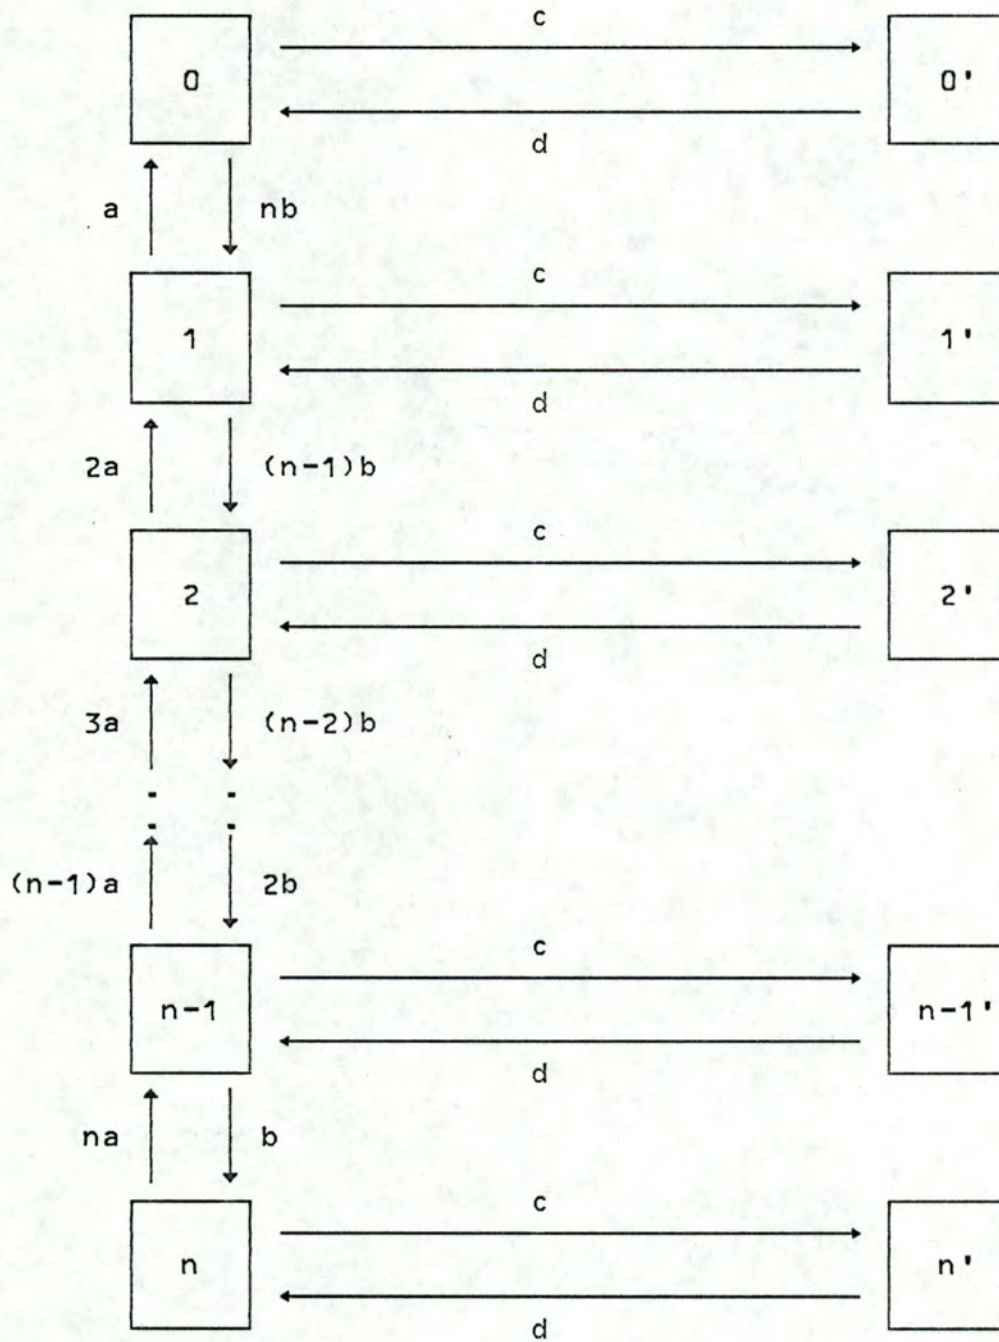 c
0 0'
d
a nb
c
1 1'
d
2a (n-1)b
c
2 2'
d
3a (n-2)b
(n-1)a 2b
c
n-1 n-1'
d
na b
c
n n'
d